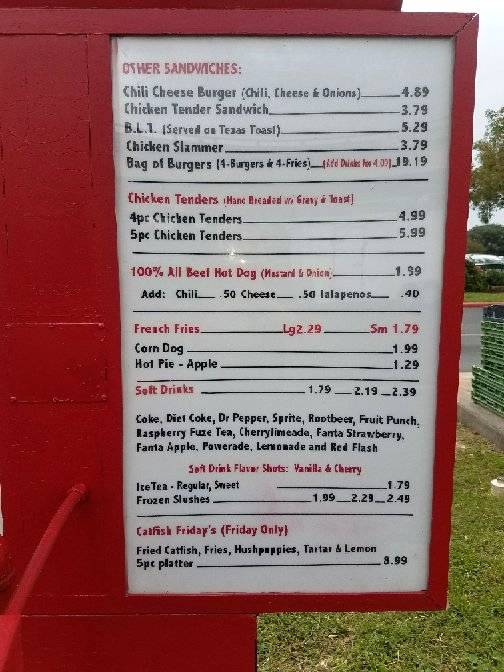 OTHER SANDWICHES:
Chili Cheese Burger (Chili, Cheese & Onions) 4.89
Chicken Tender Sandwich 3.79
B.L.T. (Served on Texas Toast) 5.29
Chicken Slammer 3.79
Bag of Burgers (4-Burgers & 4-Fries) (Add Drinks For 4.00) 19.19
Chicken Tenders (Hand Breaded w/ Gravy & Toast)
4pc Chicken Tenders 4.99
5pc Chicken Tenders 5.99
100% All Beef Hot Dog (Mustard & Onion) 1.99
Add: Chili .50 Cheese .50 Jalapenos .40
French Fries Lg2.29 Sm 1.79
Corn Dog 1.99
Hot Pie - Apple 1.29
Soft Drinks 1.79 2.19 2.39
Coke, Diet Coke, Dr Pepper, Sprite, Rootbeer, Fruit Punch,
Raspberry Fuze Tea, Cherrylimeade, Fanta Strawberry,
Fanta Apple, Powerade, Lemonade and Red Flash
Soft Drink Flavor Shots: Vanilla & Cherry
IceTea - Regular, Sweet 1.79
Frozen Slushes 1.99 2.29 2.49
Catfish Friday's (Friday Only)
Fried Catfish, Fries, Hushpuppies, Tartar & Lemon
5pc platter 8.99